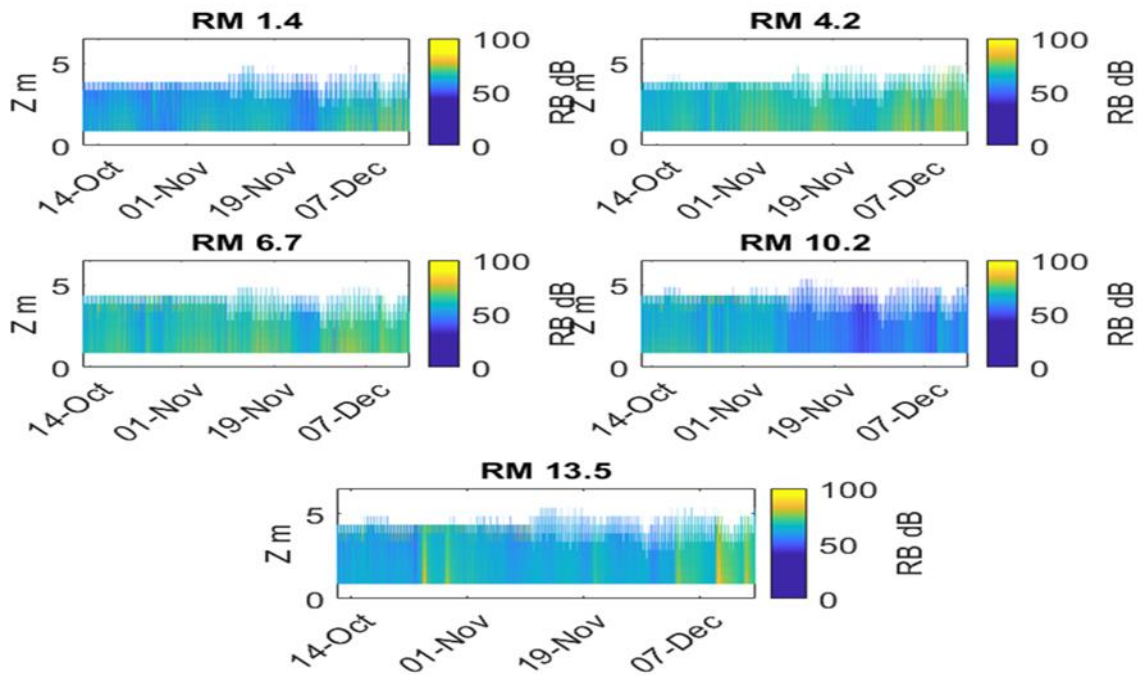 RM 1.4
Z m
5
0
14-Oct
01-Nov
19-Nov
07-Dec
100
50
0
RB dB
RM 4.2
Z m
5
0
14-Oct
01-Nov
19-Nov
07-Dec
100
50
0
RB dB
RM 6.7
Z m
5
0
14-Oct
01-Nov
19-Nov
07-Dec
100
50
0
RB dB
RM 10.2
Z m
5
0
14-Oct
01-Nov
19-Nov
07-Dec
100
50
0
RB dB
RM 13.5
Z m
5
0
14-Oct
01-Nov
19-Nov
07-Dec
100
50
0
RB dB